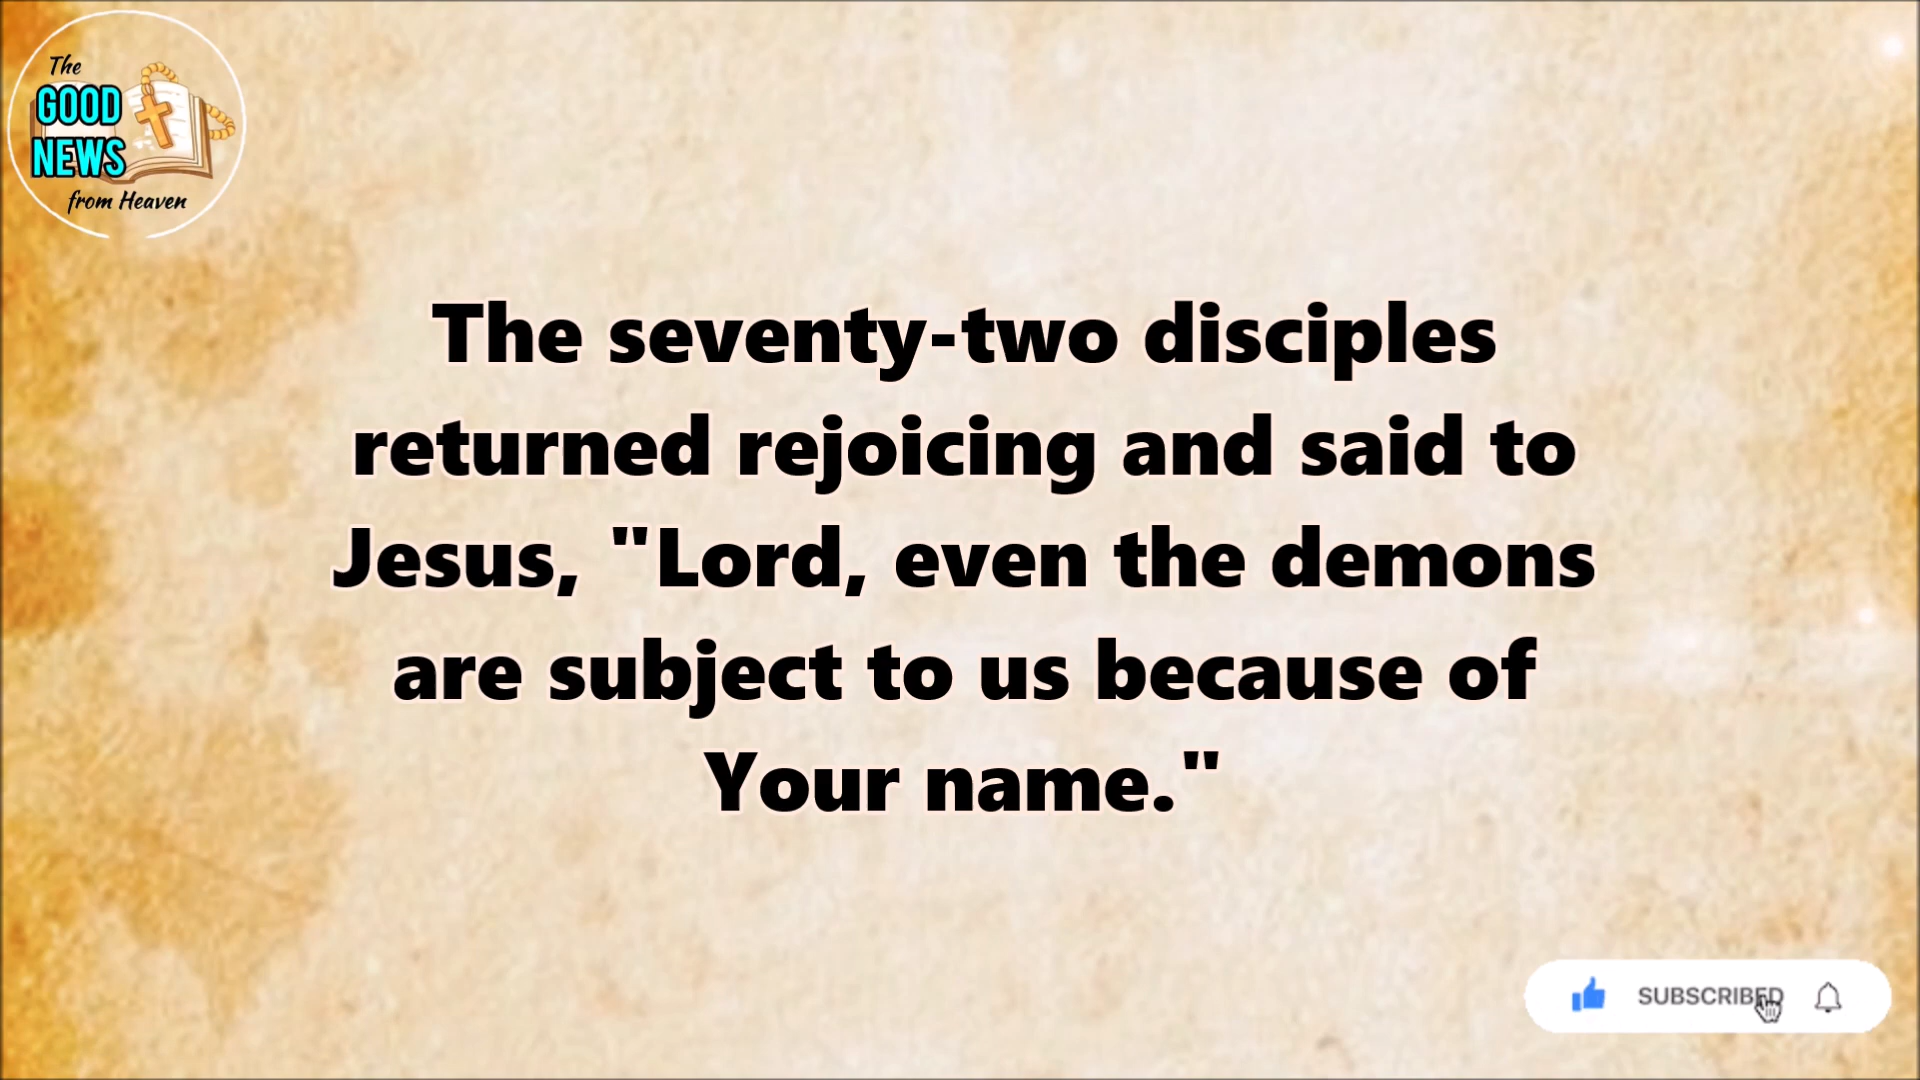 The
GOOD
NEWS
from Heaven
The seventy-two disciples
returned rejoicing and said to
Jesus, "Lord, even the demons
are subject to us because of
Your name."
SUBSCRIBED